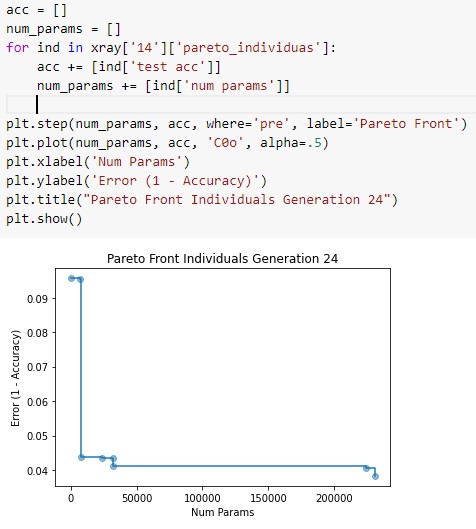 acc = []
num_params = []
for ind in xray['14']['pareto_individuas']:
    acc += [ind['test acc']]
    num_params += [ind['num params']]
plt.step(num_params, acc, where='pre', label='Pareto Front')
plt.plot(num_params, acc, 'C0o', alpha=.5)
plt.xlabel('Num Params')
plt.ylabel('Error (1 - Accuracy)')
plt.title("Pareto Front Individuals Generation 24")
plt.show()
Pareto Front Individuals Generation 24
Error (1 - Accuracy)
0.09
0.08
0.07
0.06
0.05
0.04
0 50000 100000 150000 200000
Num Params